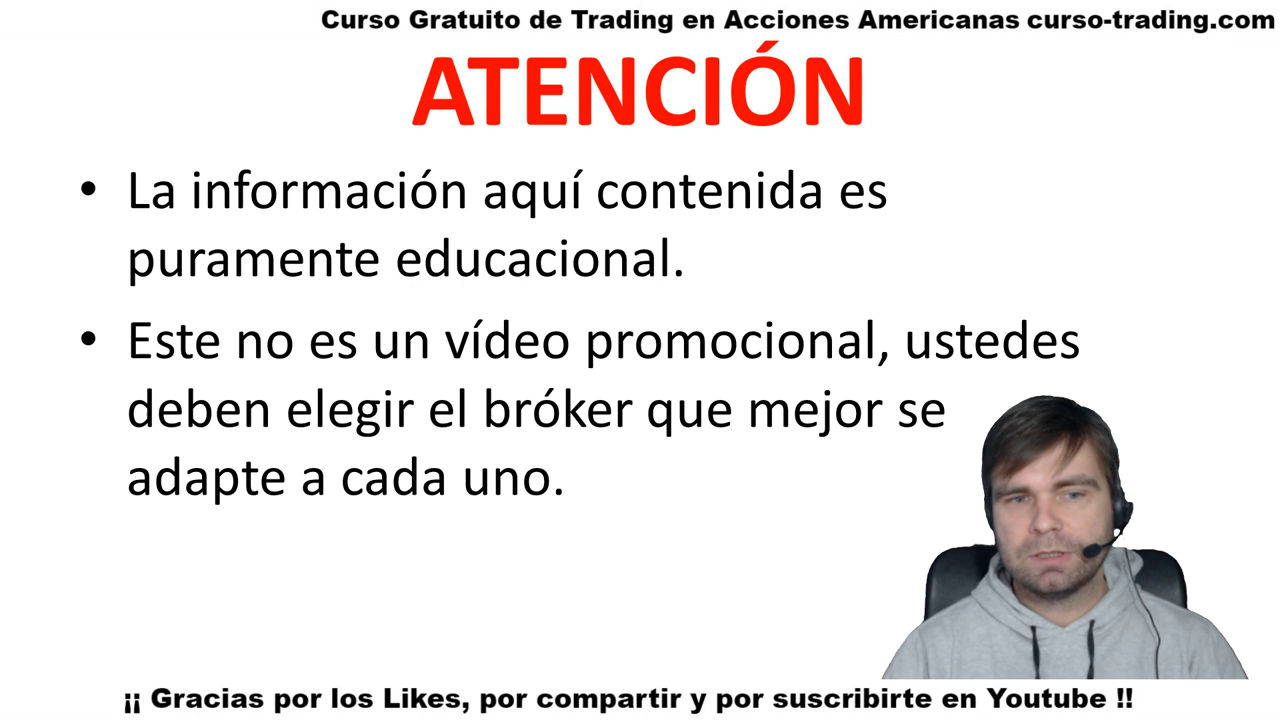 Curso Gratuito de Trading en Acciones Americanas curso-trading.com
ATENCIÓN
• La información aquí contenida es
puramente educacional.
• Este no es un vídeo promocional, ustedes
deben elegir el bróker que mejor se
adapte a cada uno.
¡¡ Gracias por los Likes, por compartir y por suscribirte en Youtube !!